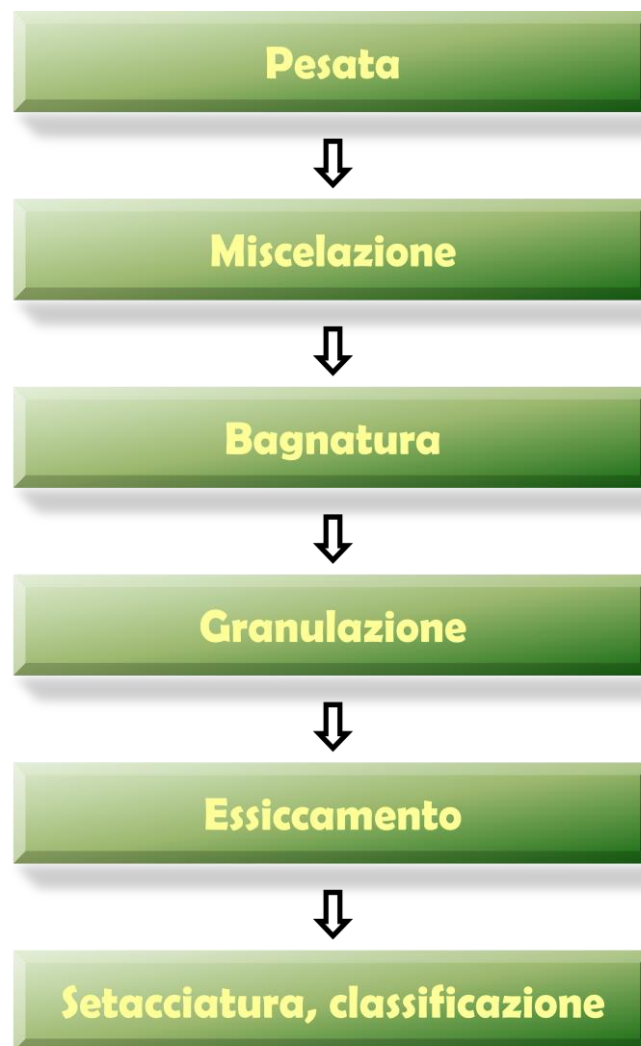 Pesata
Miscelazione
Bagnatura
Granulazione
Essiccamento
Setacciatura, classificazione